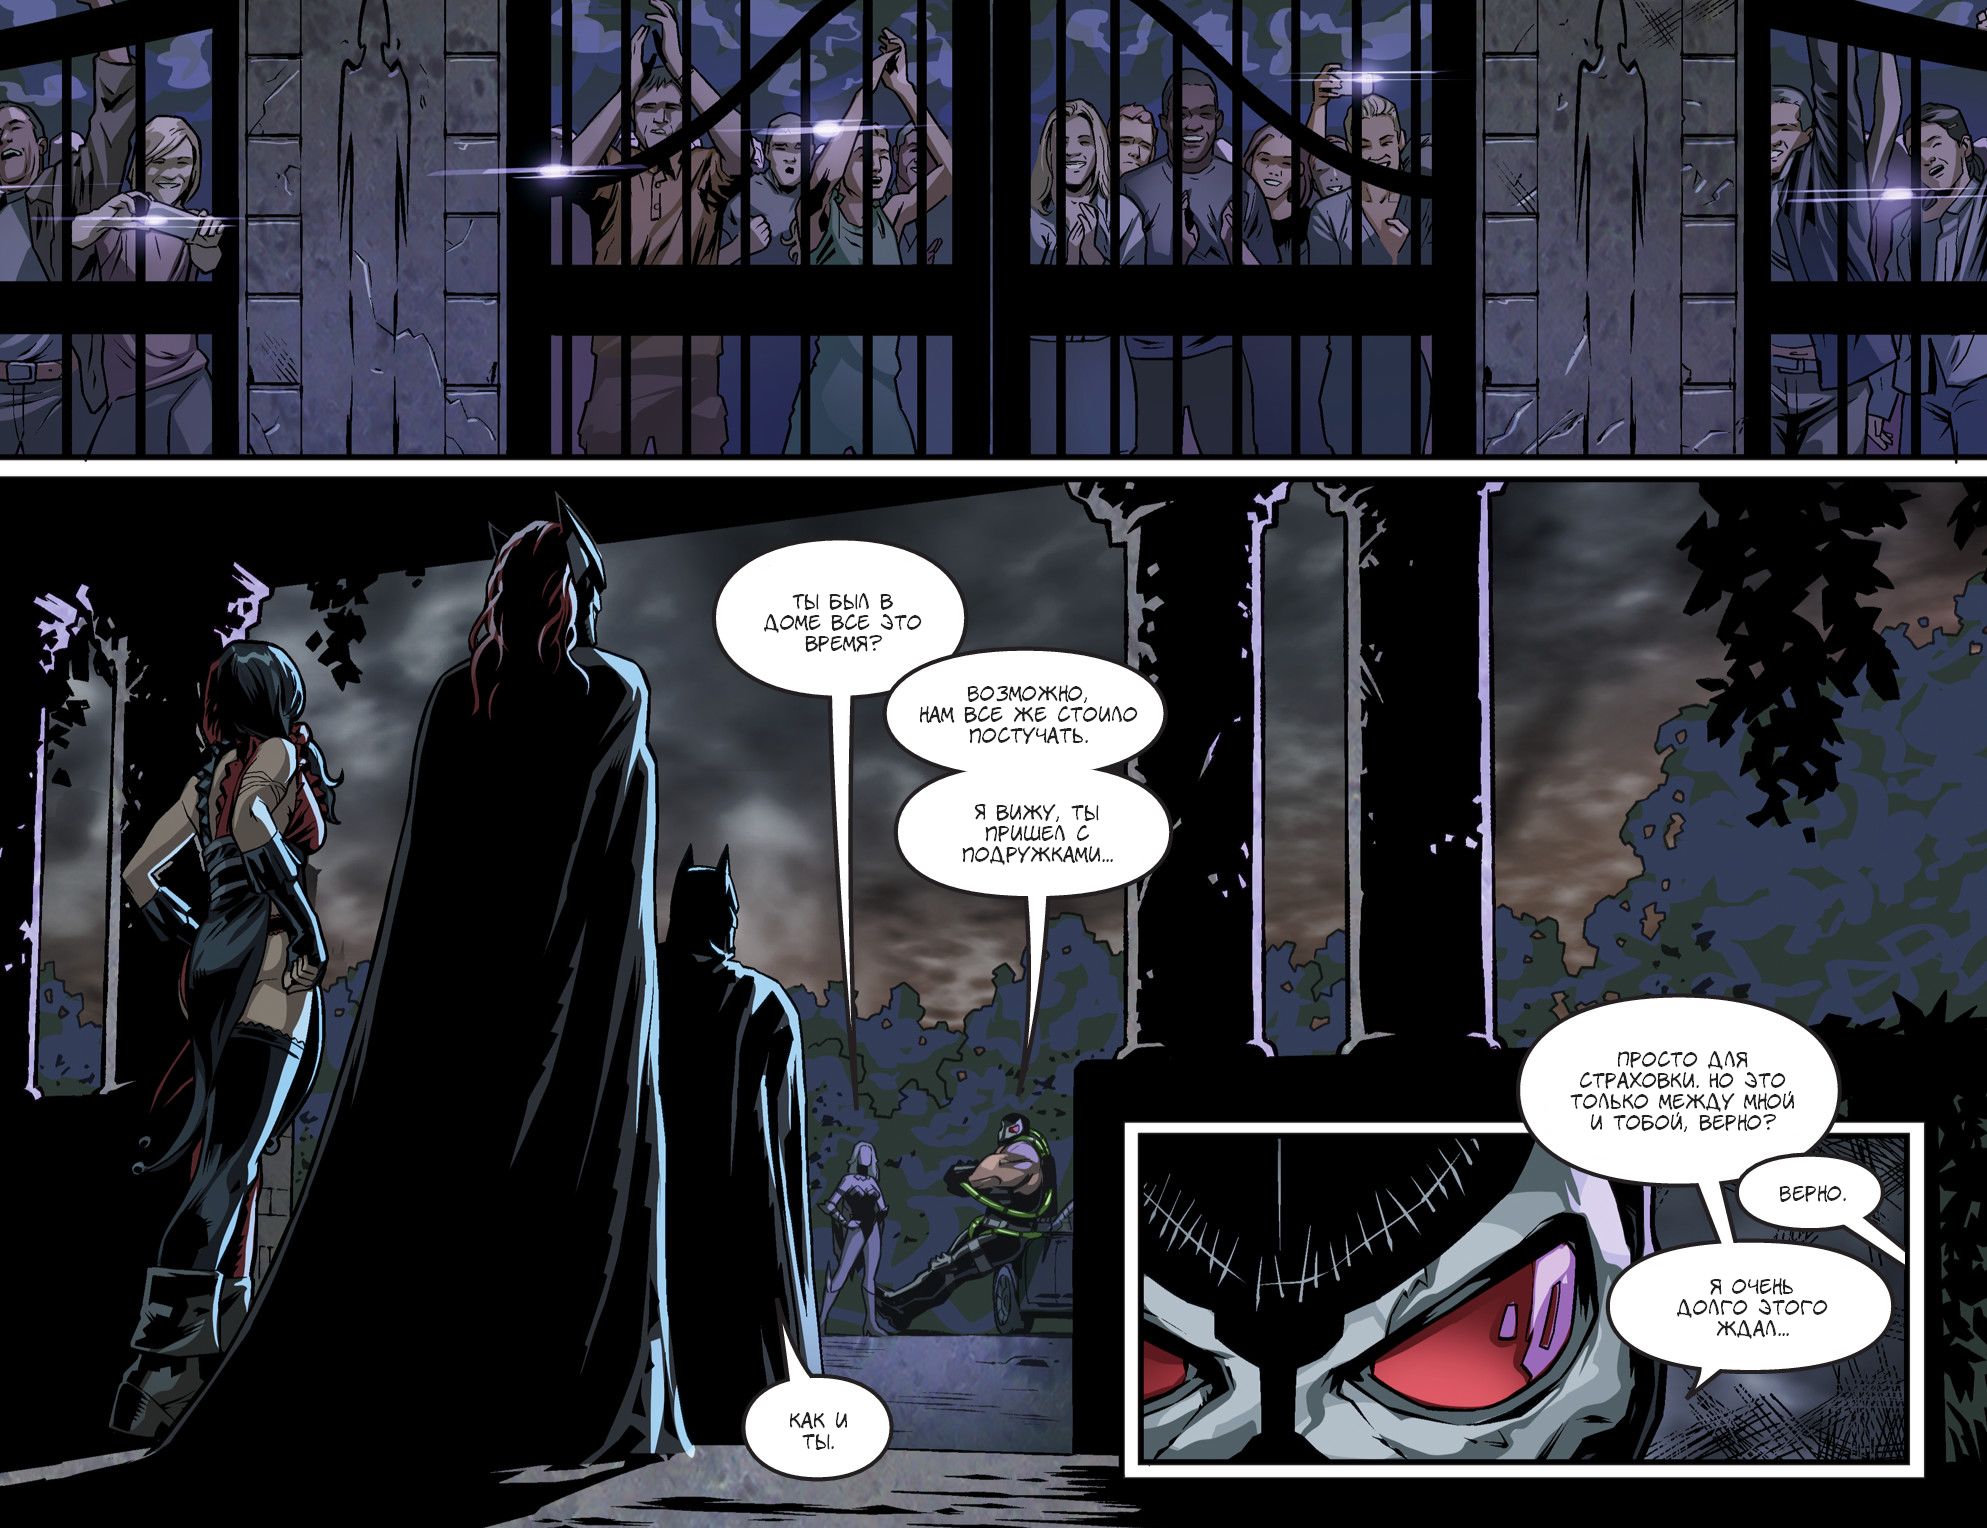 ТЫ БЫЛ В
ДОМЕ ВСЕ ЭТО
ВРЕМЯ?
ВОЗМОЖНО,
НАМ ВСЕ ЖЕ СТОИЛО
ПОСТУЧАТЬ.
Я ВИЖУ, ТЫ
ПРИШЕЛ С
ПОДРУЖКАМИ...
КАК И
ТЫ.
ПРОСТО ДЛЯ
СТРАХОВКИ. НО ЭТО
ТОЛЬКО МЕЖДУ МНОЙ
И ТОБОЙ, ВЕРНО?
ВЕРНО.
Я ОЧЕНЬ
ДОЛГО ЭТОГО
ЖДАЛ...